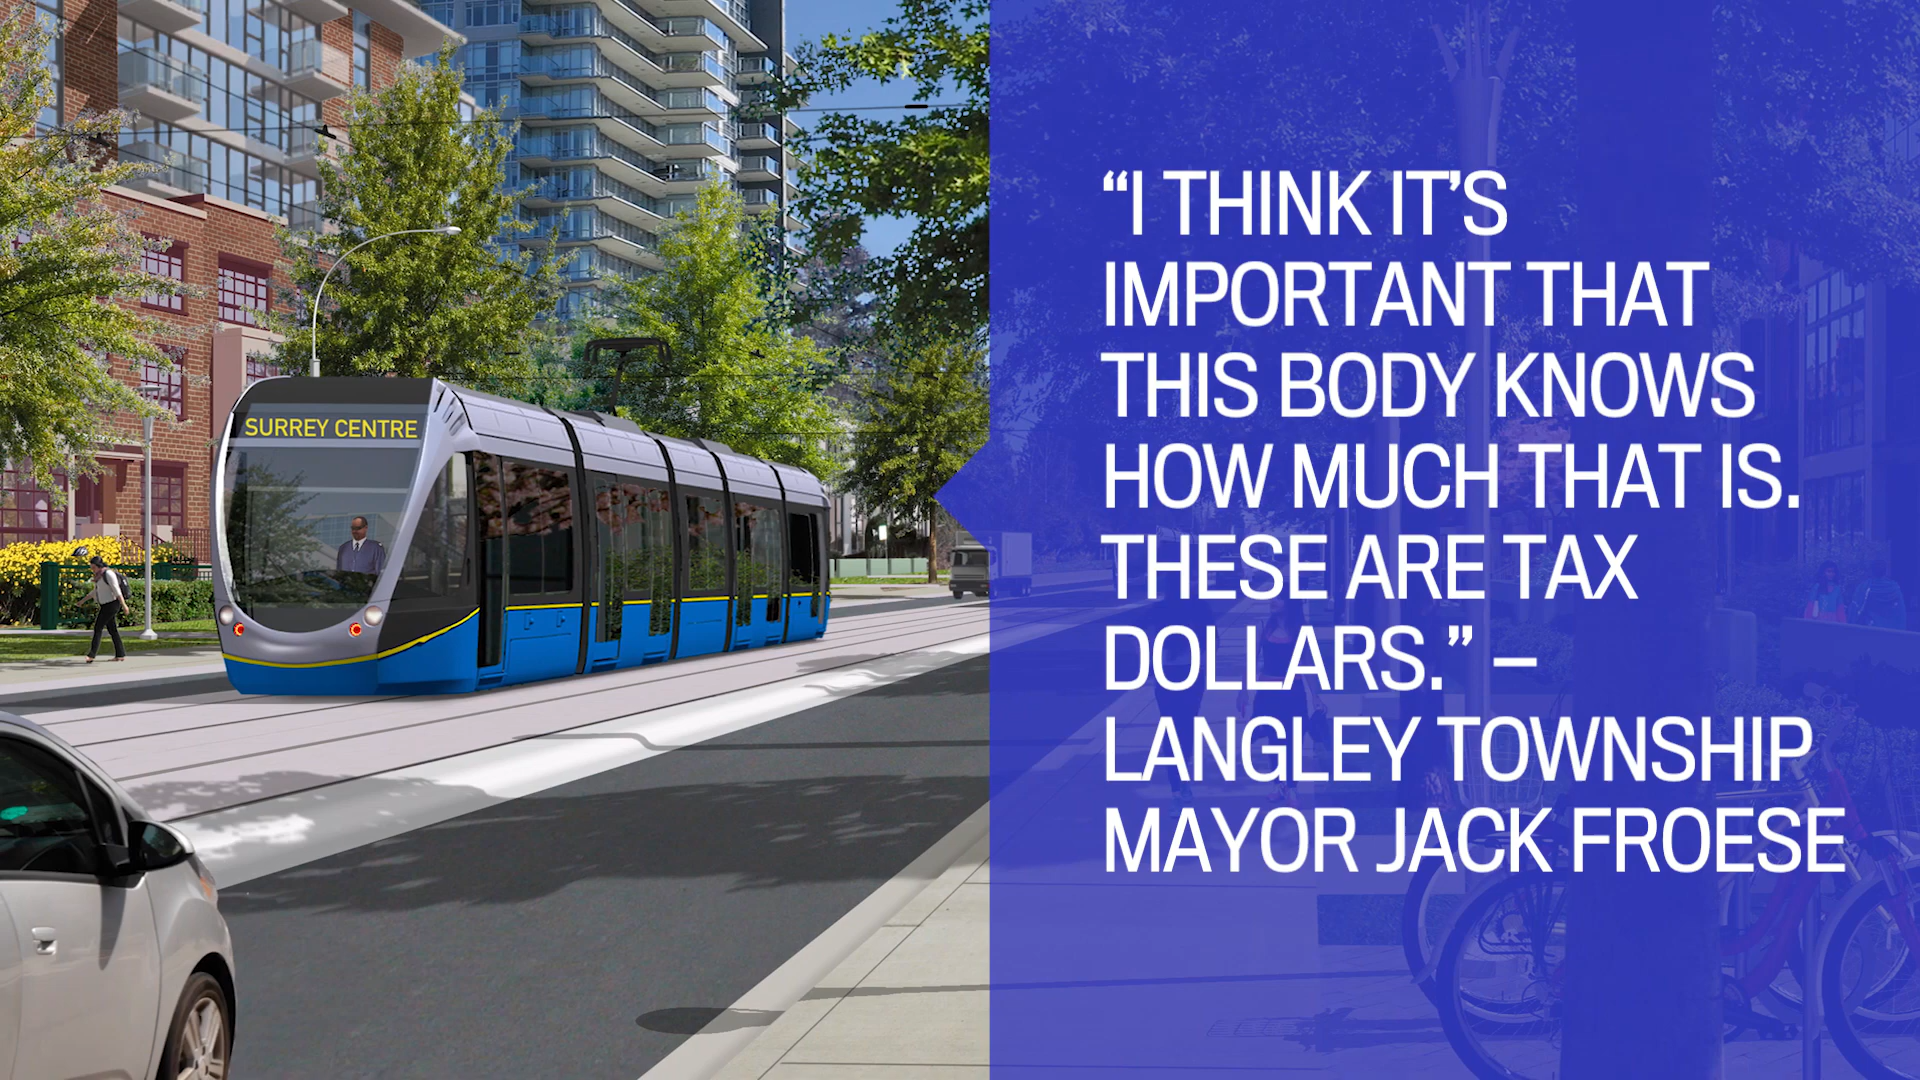 SURREY CENTRE
“I THINK IT’S
IMPORTANT THAT
THIS BODY KNOWS
HOW MUCH THAT IS.
THESE ARE TAX
DOLLARS.” –
LANGLEY TOWNSHIP
MAYOR JACK FROESE